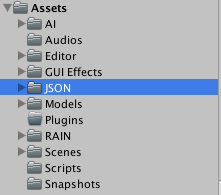 Assets
AI
Audios
Editor
GUI Effects
JSON
Models
Plugins
RAIN
Scenes
Scripts
Snapshots